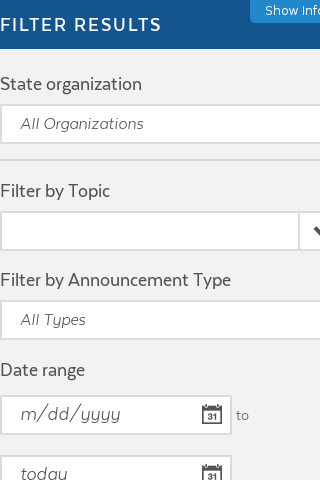 Show Info
FILTER RESULTS
State organization
All Organizations
Filter by Topic
Filter by Announcement Type
All Types
Date range
m/dd/yyyy
31
to
today
31